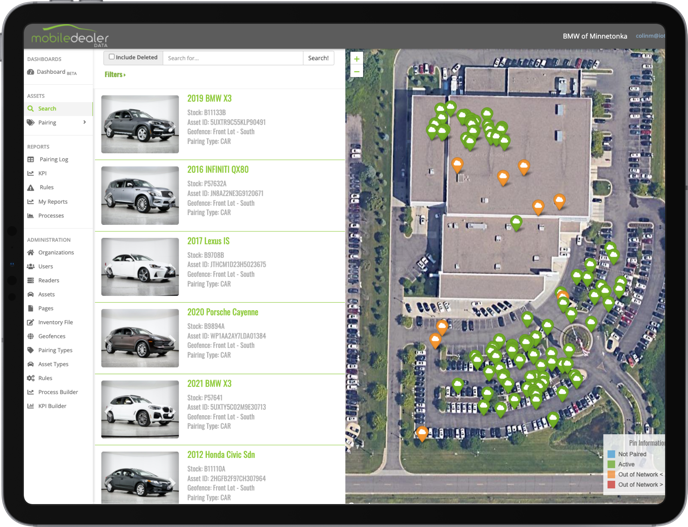 mobiledealer
DATA
BMW of Minnetonka
DASHBOARDS
Dashboard BETA
ASSETS
Search
Pairing
REPORTS
Pairing Log
KPI
Rules
My Reports
Processes
ADMINISTRATION
Organizations
Users
Readers
Assets
Pages
Inventory File
Geofences
Pairing Types
Asset Types
Rules
Process Builder
KPI Builder
Include Deleted
Search for...
Search!
Filters ›
2019 BMW X3
Stock: B11133B
Asset ID: 5UXTR9C55KLP90491
Geofence: Front Lot - South
Pairing Type: CAR
2016 INFINITI QX80
Stock: P57632A
Asset ID: JN8AZ2NE3G9120671
Geofence: Front Lot - South
Pairing Type: CAR
2017 Lexus IS
Stock: B9708B
Asset ID: JTHCM1D23H5023675
Geofence: Front Lot - South
Pairing Type: CAR
2020 Porsche Cayenne
Stock: B9894A
Asset ID: WP1AA2AY7LDA01384
Geofence: Front Lot - South
Pairing Type: CAR
2021 BMW X3
Stock: P57641
Asset ID: 5UXTY5C02M9E30713
Geofence: Front Lot - South
Pairing Type: CAR
2012 Honda Civic Sdn
Stock: B11110A
Asset ID: 2HGFB2F97CH307964
Geofence: Front Lot - South
Pairing Type: CAR
+
−
Pin Informatio
Not Paired
Active
Out of Network <
Out of Network >